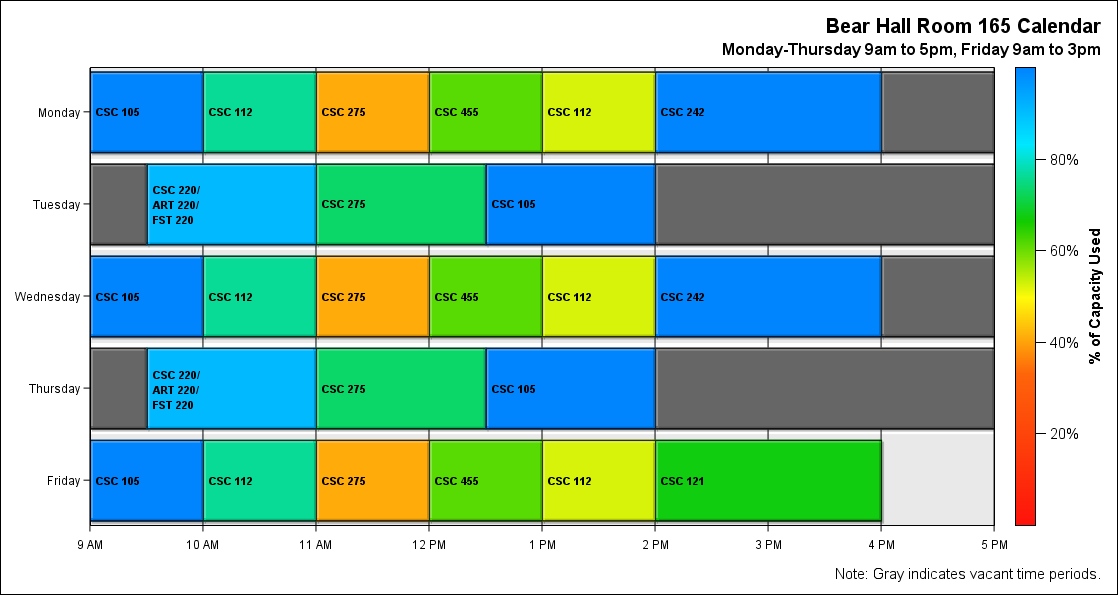 Bear Hall Room 165 Calendar
Monday-Thursday 9am to 5pm, Friday 9am to 3pm
Monday
CSC 105
CSC 112
CSC 275
CSC 455
CSC 112
CSC 242
Tuesday
CSC 220/
ART 220/
FST 220
CSC 275
CSC 105
Wednesday
CSC 105
CSC 112
CSC 275
CSC 455
CSC 112
CSC 242
Thursday
CSC 220/
ART 220/
FST 220
CSC 275
CSC 105
Friday
CSC 105
CSC 112
CSC 275
CSC 455
CSC 112
CSC 121
9 AM
10 AM
11 AM
12 PM
1 PM
2 PM
3 PM
4 PM
5 PM
80%
60%
40%
20%
% of Capacity Used
Note: Gray indicates vacant time periods.